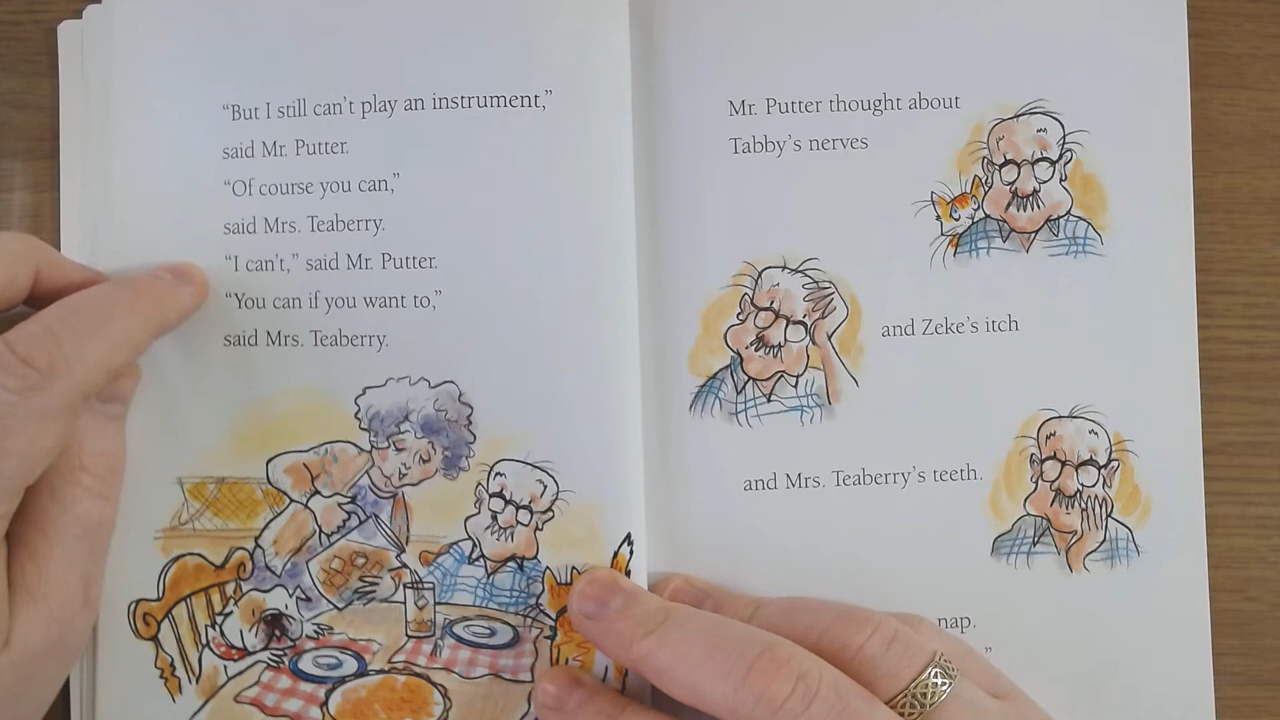 “But I still can’t play an instrument,”
said Mr. Putter.
“Of course you can,”
said Mrs. Teaberry.
“I can't,” said Mr. Putter.
“You can if you want to,”
said Mrs. Teaberry.
Mr. Putter thought about
Tabby’s nerves
and Zeke’s itch
and Mrs. Teaberry’s teeth.
nap.
”